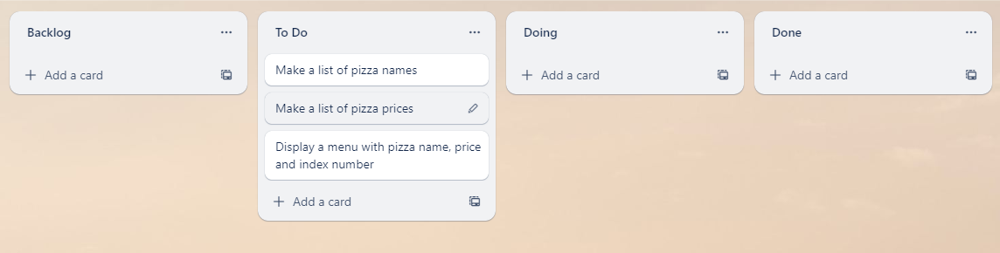 Backlog
Add a card
To Do
Make a list of pizza names
Make a list of pizza prices
Display a menu with pizza name, price
and index number
Add a card
Doing
Add a card
Done
Add a card